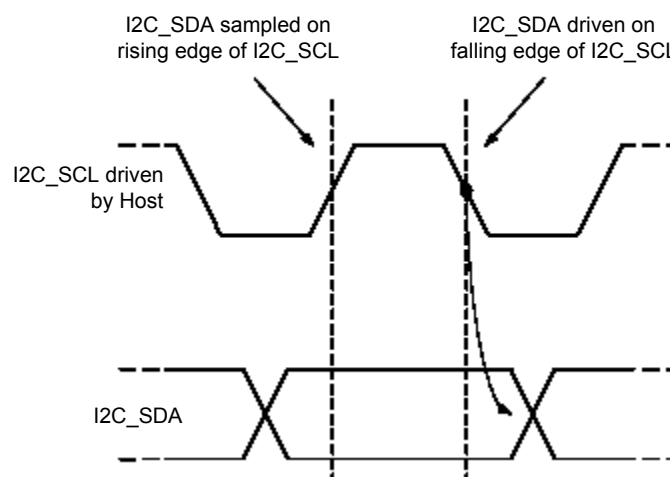 I2C_SDA sampled on
rising edge of I2C_SCL
I2C_SDA driven on
falling edge of I2C_SCL
I2C_SCL driven
by Host
I2C_SDA